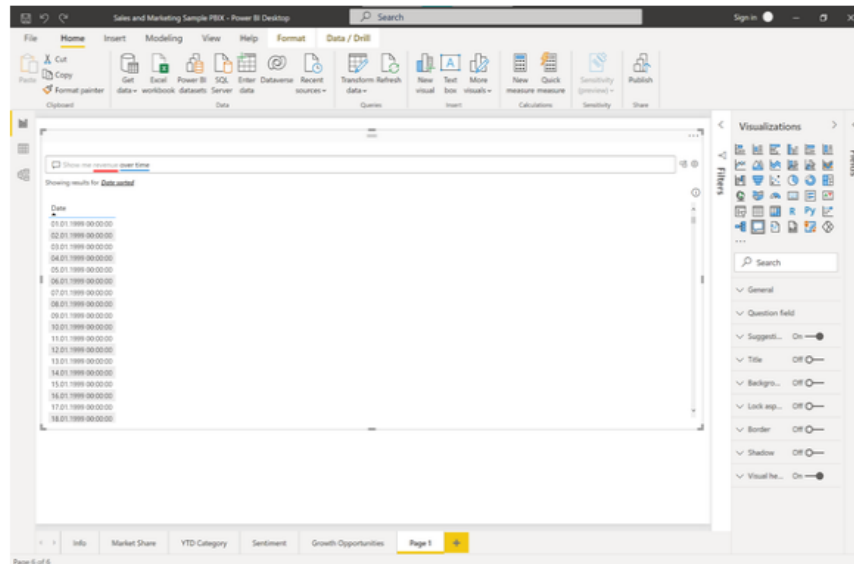 Sales and Marketing Sample PBIX - Power BI Desktop
Search
Sign in
File Home Insert Modeling View Help Format Data / Drill
Paste
Cut
Copy
Format painter
Get data
Excel workbook
Power BI datasets
SQL Server
Enter data
Dataverse
Recent sources
Transform data
Refresh
New visual
Text box
More visuals
New measure
Quick measure
Sensitivity (preview)
Publish
Clipboard Data Queries Insert Calculations Sensitivity Share
Show me revenue over time
Showing results for Date sorted
Date
01.01.1999 00:00:00
02.01.1999 00:00:00
03.01.1999 00:00:00
04.01.1999 00:00:00
05.01.1999 00:00:00
06.01.1999 00:00:00
07.01.1999 00:00:00
08.01.1999 00:00:00
09.01.1999 00:00:00
10.01.1999 00:00:00
11.01.1999 00:00:00
12.01.1999 00:00:00
13.01.1999 00:00:00
14.01.1999 00:00:00
15.01.1999 00:00:00
16.01.1999 00:00:00
17.01.1999 00:00:00
18.01.1999 00:00:00
Filters
Visualizations
R Py
Search
General
Question field
Suggesti... On
Title Off
Backgro... Off
Lock asp... Off
Border Off
Shadow Off
Visual he... On
Fields
Info Market Share YTD Category Sentiment Growth Opportunities Page 1
Page 6 of 6